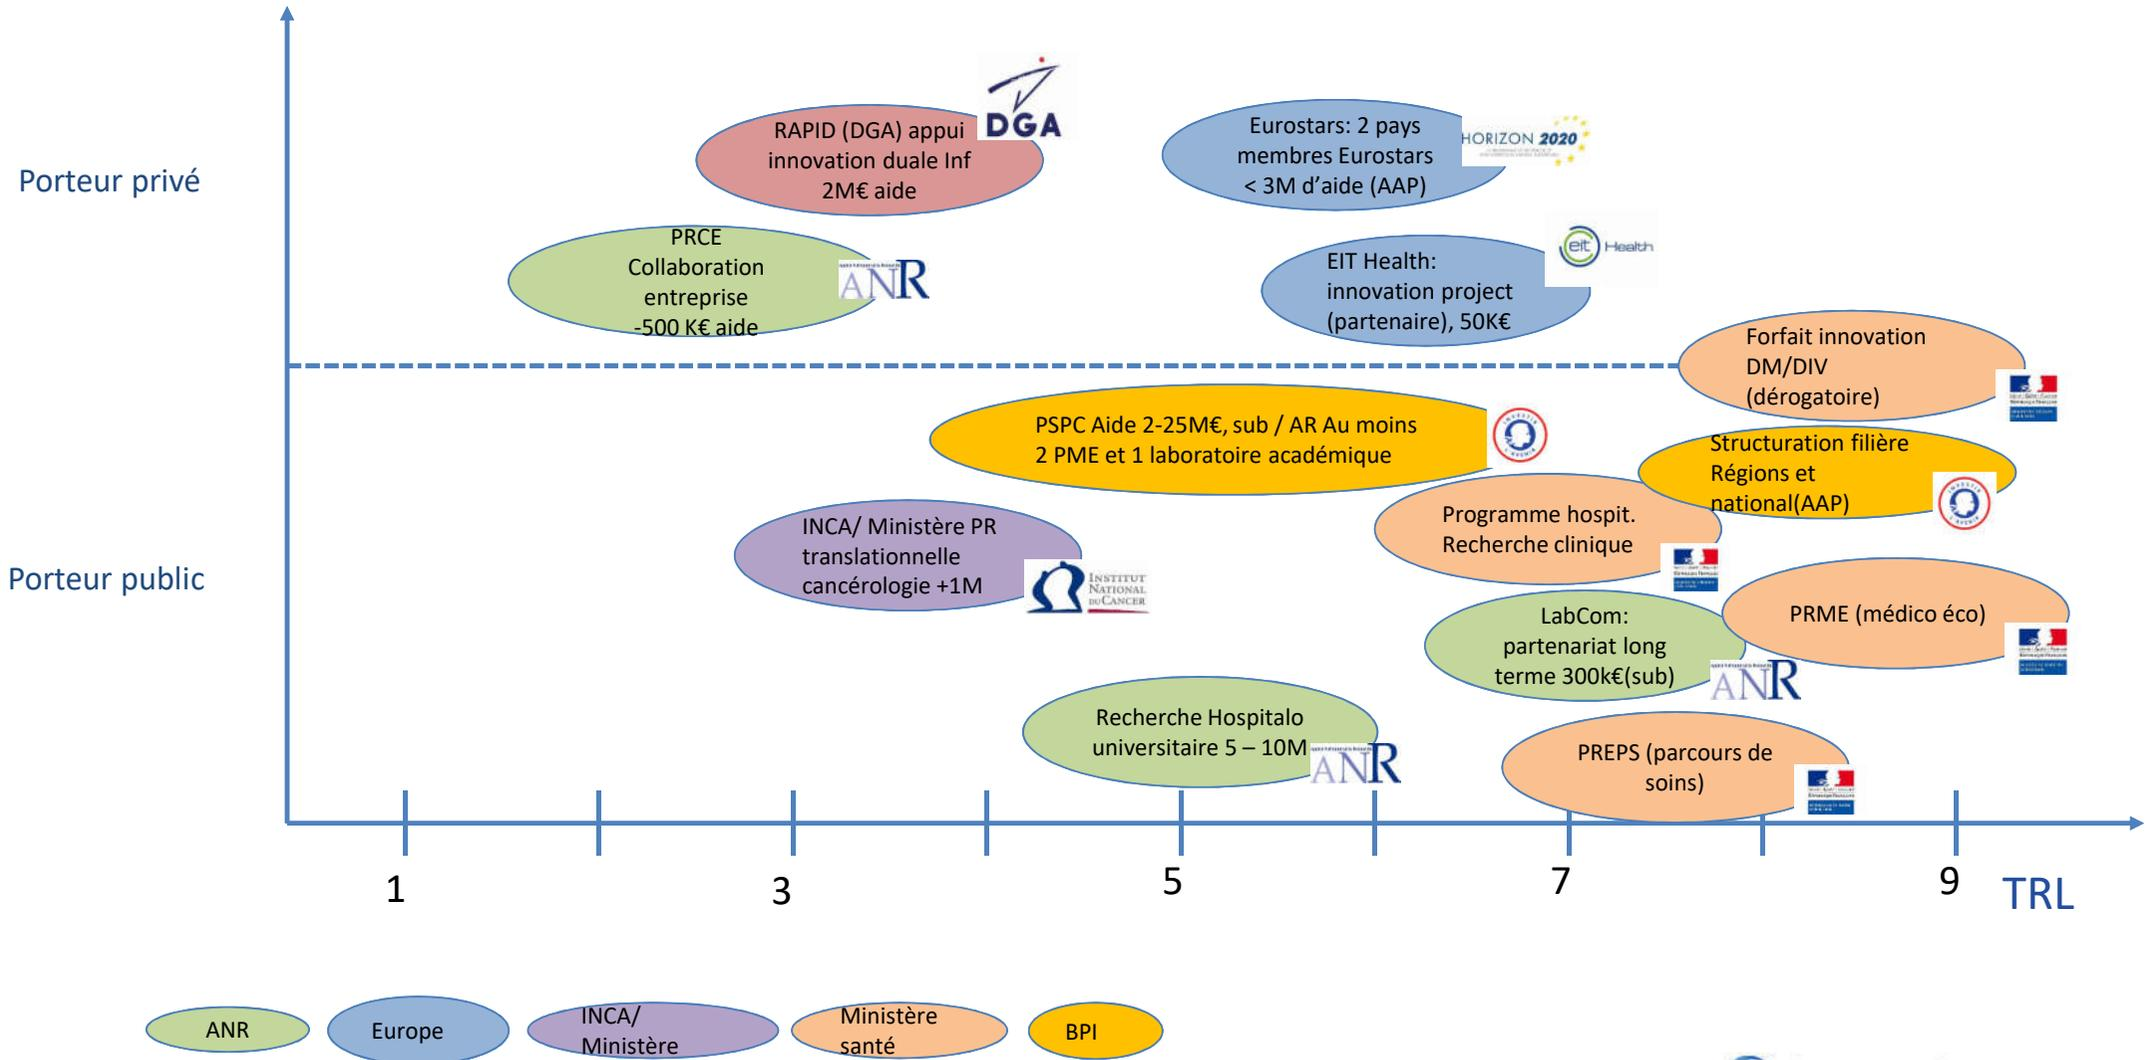 DGA
RAPID (DGA) appui
innovation duale Inf
2M€ aide
Eurostars: 2 pays
membres Eurostars
< 3M d’aide (AAP)
HORIZON 2020
Porteur privé
PRCE
Collaboration
entreprise
-500 K€ aide
ANR
EIT Health:
innovation project
(partenaire), 50K€
eit Health
Forfait innovation
DM/DIV
(dérogatoire)
PSPC Aide 2-25M€, sub / AR Au moins
2 PME et 1 laboratoire académique
Structuration filière
Régions et
national(AAP)
Programme hospit.
Recherche clinique
INCA/ Ministère PR
translationnelle
cancérologie +1M
INSTITUT
NATIONAL
DU CANCER
Porteur public
LabCom:
partenariat long
terme 300k€(sub)
ANR
PRME (médico éco)
Recherche Hospitalo
universitaire 5 – 10M
ANR
PREPS (parcours de
soins)
1
3
5
7
9
TRL
ANR
Europe
INCA/
Ministère
Ministère
santé
BPI